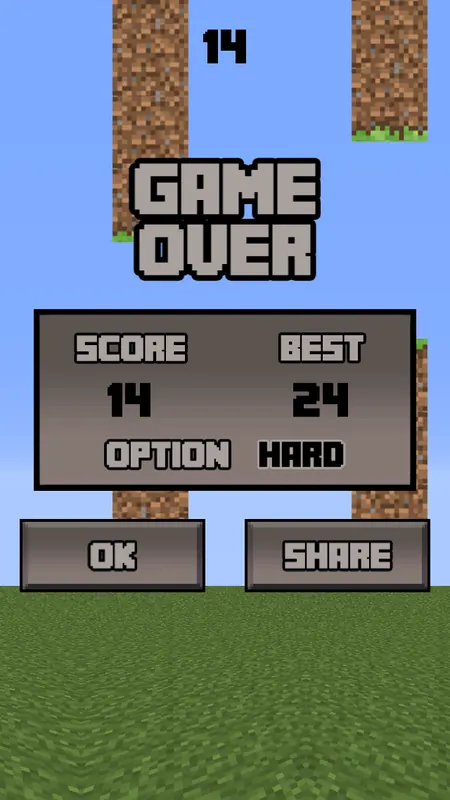 14
GAME
OVER
SCORE BEST
14 24
OPTION HARD
OK SHARE